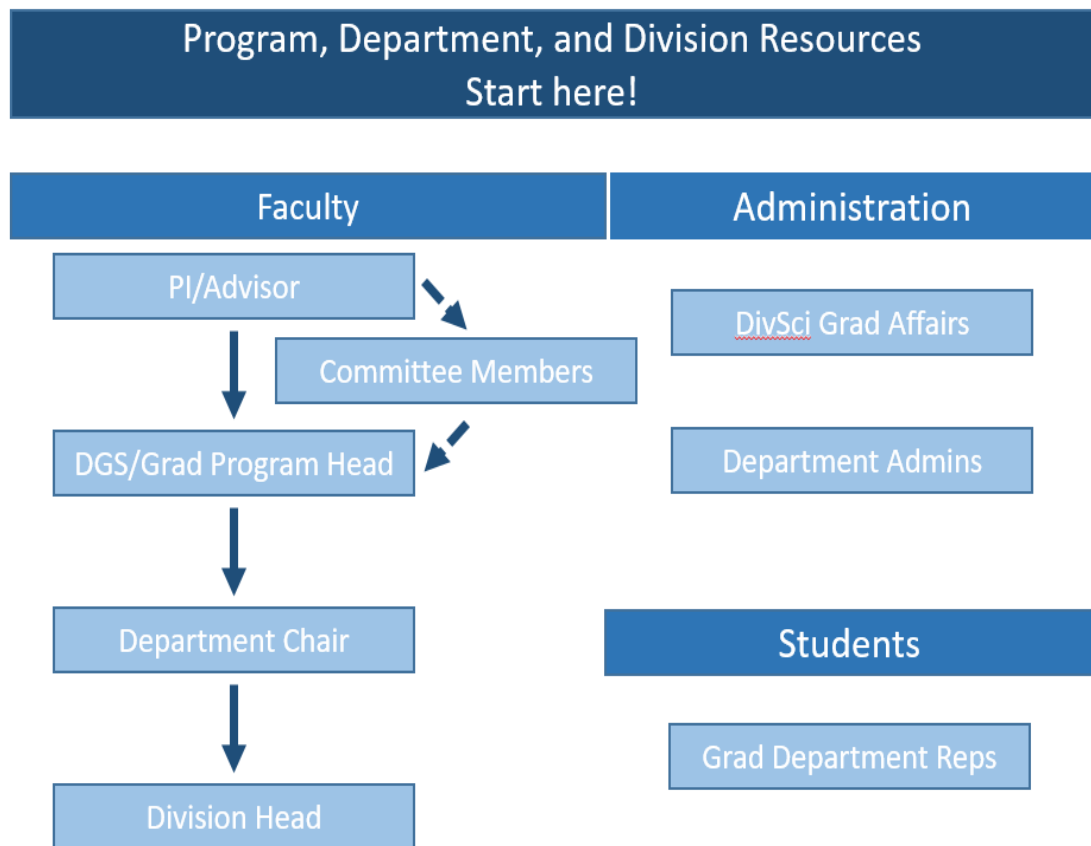 Program, Department, and Division Resources
Start here!
Faculty
PI/Advisor
Committee Members
DGS/Grad Program Head
Department Chair
Division Head
Administration
DivSci Grad Affairs
Department Admins
Students
Grad Department Reps